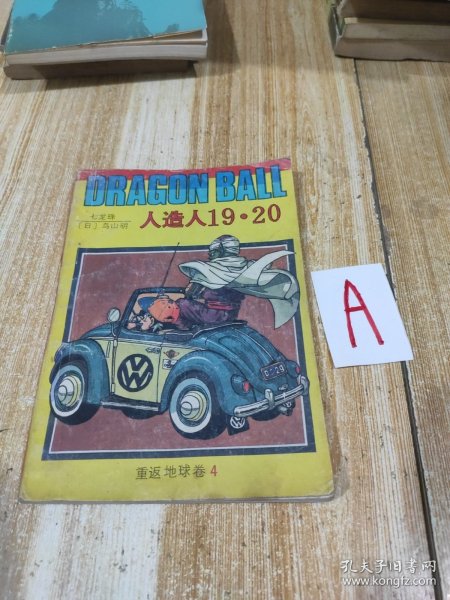 DRAGON BALL
七龙珠
〔日〕鸟山明
人造人19·20
A
VW
重返地球卷4
孔夫子旧书网
www.kongfz.com